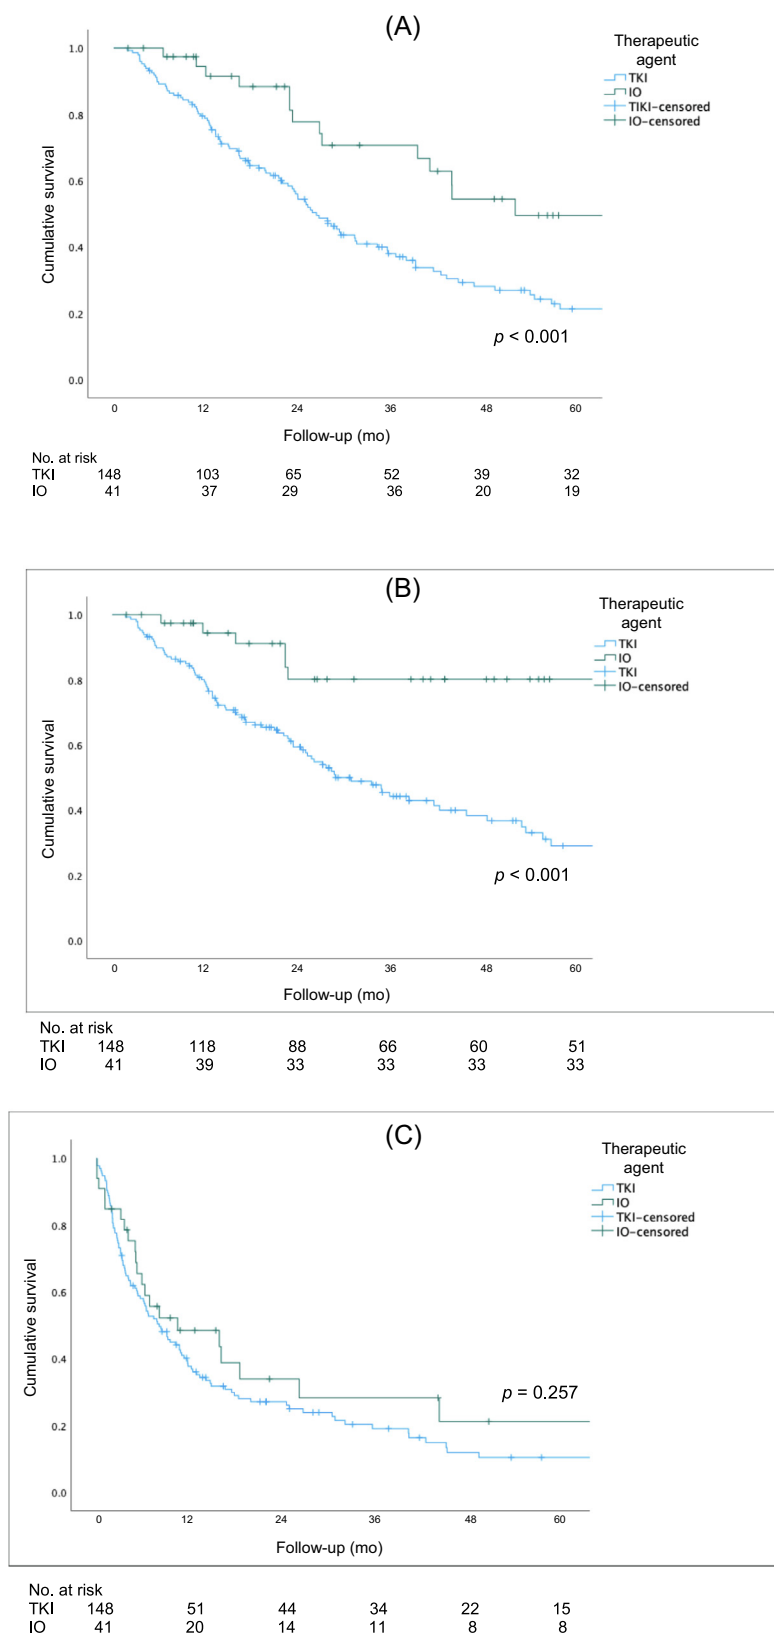 (A)
Therapeutic
agent
TKI
IO
TIKI-censored
IO-censored
Cumulative survival
1.0
0.8
0.6
0.4
0.2
0.0
p < 0.001
0 12 24 36 48 60
Follow-up (mo)
No. at risk
TKI 148 103 65 52 39 32
IO 41 37 29 36 20 19
(B)
Therapeutic
agent
TKI
IO
TKI
IO-censored
Cumulative survival
1.0
0.8
0.6
0.4
0.2
0.0
p < 0.001
0 12 24 36 48 60
Follow-up (mo)
No. at risk
TKI 148 118 88 66 60 51
IO 41 39 33 33 33 33
(C)
Therapeutic
agent
TKI
IO
TKI-censored
IO-censored
Cumulative survival
1.0
0.8
0.6
0.4
0.2
0.0
p = 0.257
0 12 24 36 48 60
Follow-up (mo)
No. at risk
TKI 148 51 44 34 22 15
IO 41 20 14 11 8 8